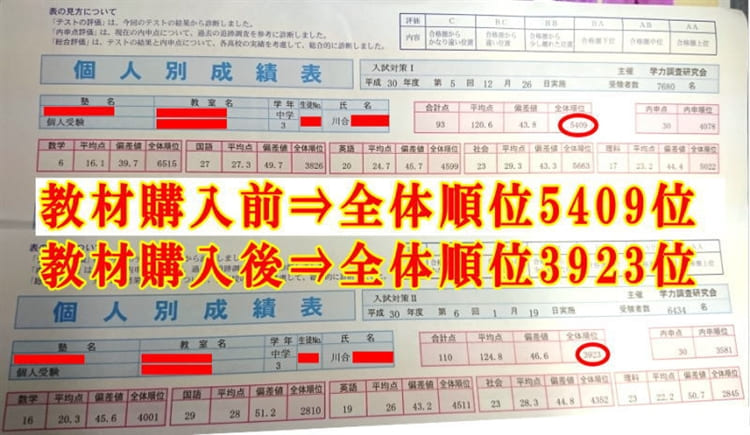 表の見方について
「テストの評価」は、今回のテストの結果から診断しました。
「内申点評価」は、現在の内申点について、過去の追跡調査を参考に診断しました。
「総合評価」は、テストの結果と内申点について、各高校の実績を考慮して、総合的に診断しました。
評価 C BC BB BA AB AA
内容 合格圏から かなり遠い位置 合格圏から 遠い位置 合格圏から 少し離れた位置 合格圏下位 合格圏中位 合格圏上位
個人別成績表
入試対策Ⅰ 主催 学力調査研究会
平成 30 年度 第 5 回 12 月 26 日実施 受験者数 7680 名
塾名 教室名 学年 生徒No. 氏名
個人受験 中学3 川合
合計点 平均点 偏差値 全体順位 内申点 内申順位
93 120.6 43.8 5409 30 4978
数学 平均点 偏差値 全体順位 国語 平均点 偏差値 全体順位 英語 平均点 偏差値 全体順位 社会 平均点 偏差値 全体順位 理科 平均点 偏差値 全体順位
6 16.1 39.7 6515 27 27.3 49.7 3826 20 24.7 45.7 4599 23 29.3 43.3 5663 17 23.2 44.4 5022
教材購入前⇒全体順位5409位
教材購入後⇒全体順位3923位
表の見方について
個人別成績表
入試対策Ⅱ 主催 学力調査研究会
平成 30 年度 第 6 回 1 月 19 日実施 受験者数 6434 名
塾名 教室名 学年 生徒No. 氏名
個人受験 中学3 川合
合計点 平均点 偏差値 全体順位 内申点 内申順位
110 124.8 46.6 3923 30 3581
数学 平均点 偏差値 全体順位 国語 平均点 偏差値 全体順位 英語 平均点 偏差値 全体順位 社会 平均点 偏差値 全体順位 理科 平均点 偏差値 全体順位
16 20.3 45.6 4001 29 28 51.2 2810 19 26 43.2 4511 23 28.3 44.8 4352 23 22.2 50.7 2845